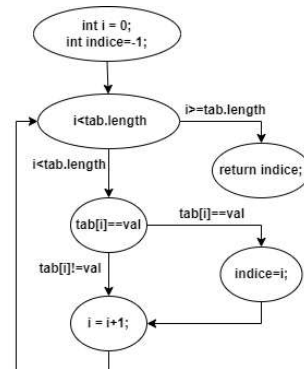 int i = 0;
int indice=-1;
i<tab.length
i>=tab.length
return indice;
i<tab.length
tab[i]==val
tab[i]==val
indice=i;
tab[i]!=val
i = i+1;